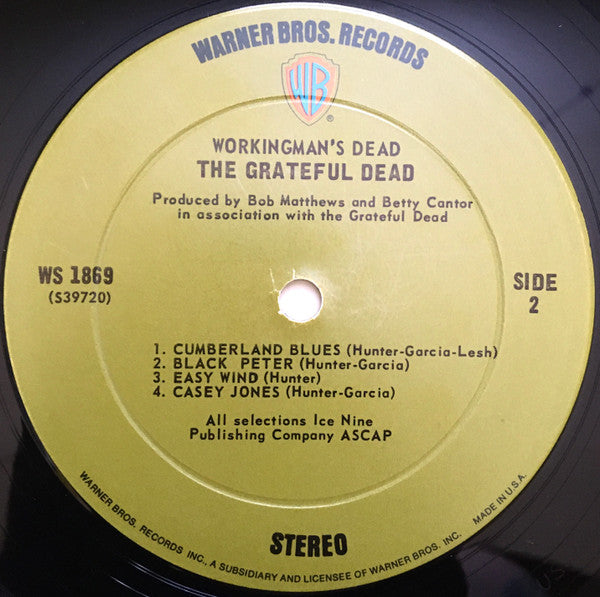 WARNER BROS. RECORDS
WB
®
WORKINGMAN'S DEAD
THE GRATEFUL DEAD
Produced by Bob Matthews and Betty Cantor
in association with the Grateful Dead
WS 1869
(S39720)
SIDE
2
1. CUMBERLAND BLUES (Hunter-Garcia-Lesh)
2. BLACK PETER (Hunter-Garcia)
3. EASY WIND (Hunter)
4. CASEY JONES (Hunter-Garcia)
All selections Ice Nine
Publishing Company ASCAP
STEREO
WARNER BROS. RECORDS INC., A SUBSIDIARY AND LICENSEE OF WARNER BROS. INC. MADE IN U.S.A.